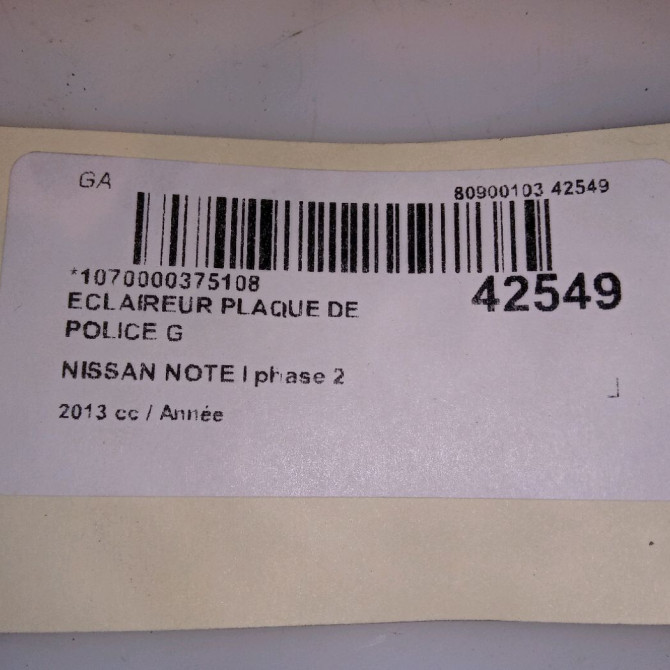 GA
80900103 42549
*1070000375108
42549
ECLAIREUR PLAQUE DE
POLICE G
NISSAN NOTE I phase 2
2013 cc / Année